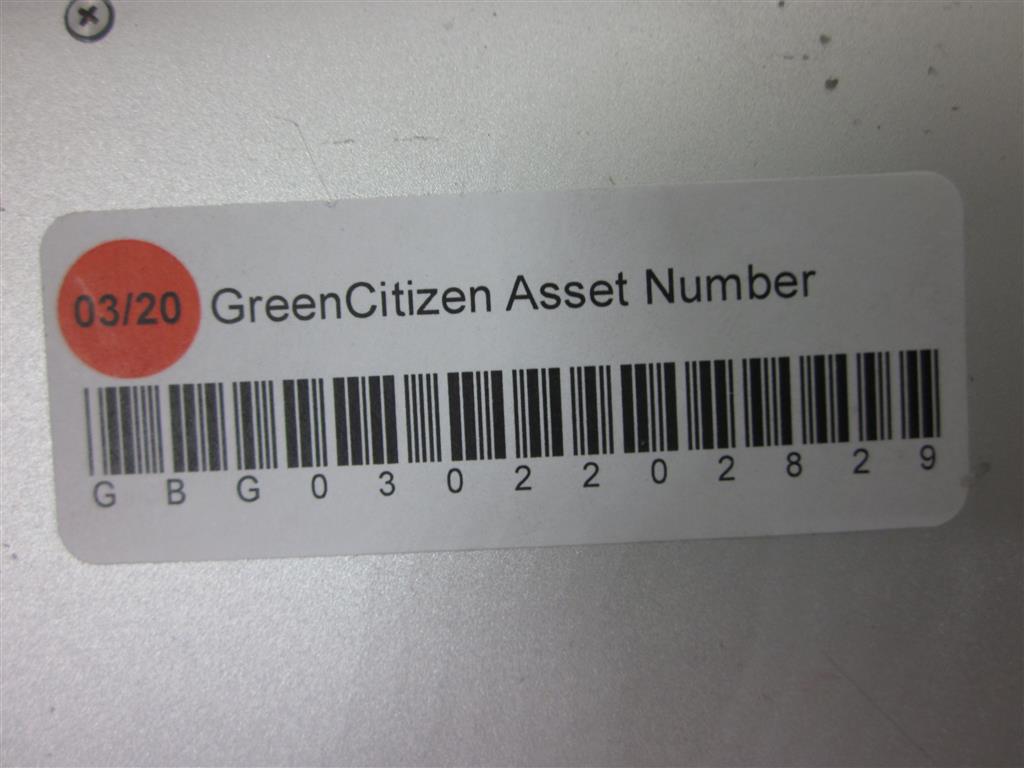 03/20 GreenCitizen Asset Number
G B G 0 3 0 2 2 0 2 8 2 9